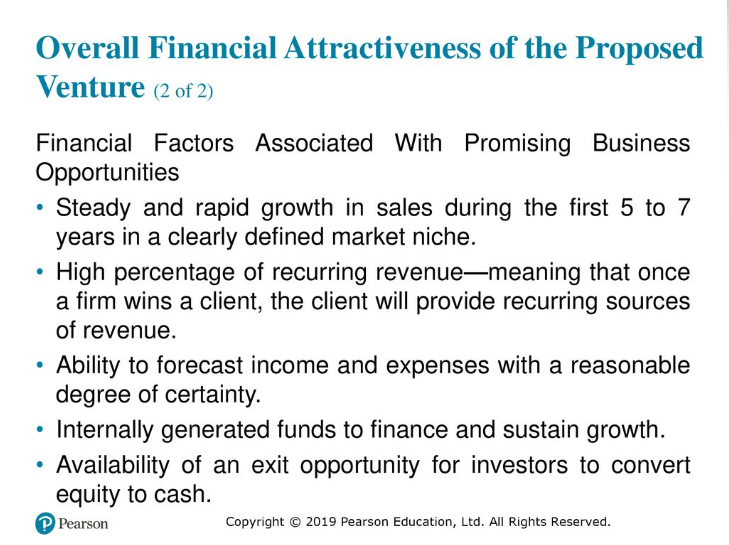 Overall Financial Attractiveness of the Proposed
Venture (2 of 2)
Financial Factors Associated With Promising Business
Opportunities
• Steady and rapid growth in sales during the first 5 to 7
years in a clearly defined market niche.
• High percentage of recurring revenue—meaning that once
a firm wins a client, the client will provide recurring sources
of revenue.
• Ability to forecast income and expenses with a reasonable
degree of certainty.
• Internally generated funds to finance and sustain growth.
• Availability of an exit opportunity for investors to convert
equity to cash.
P Pearson
Copyright © 2019 Pearson Education, Ltd. All Rights Reserved.